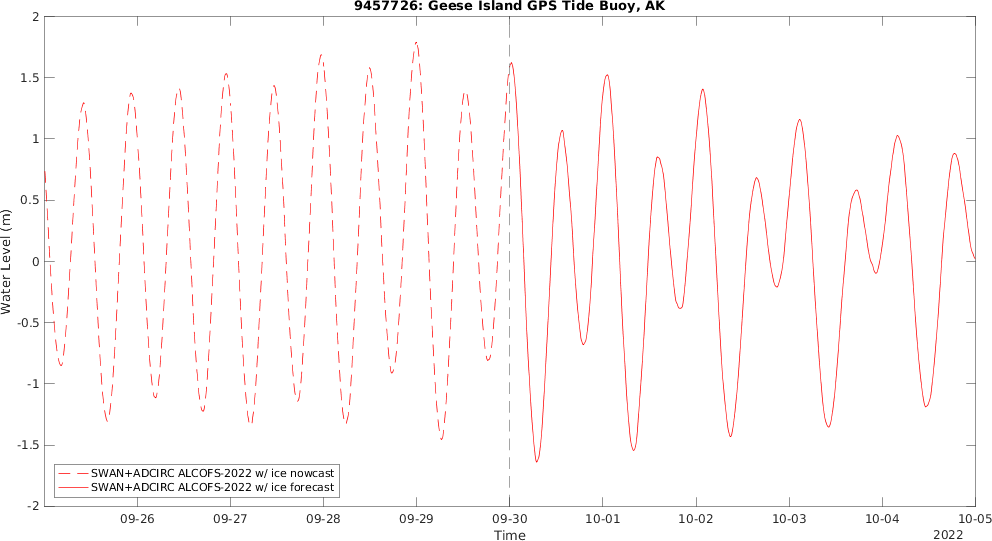 9457726: Geese Island GPS Tide Buoy, AK
2
1.5
1
0.5
0
-0.5
-1
-1.5
-2
Water Level (m)
SWAN+ADCIRC ALCOFS-2022 w/ ice nowcast
SWAN+ADCIRC ALCOFS-2022 w/ ice forecast
09-26 09-27 09-28 09-29 09-30 10-01 10-02 10-03 10-04 10-05
Time
2022